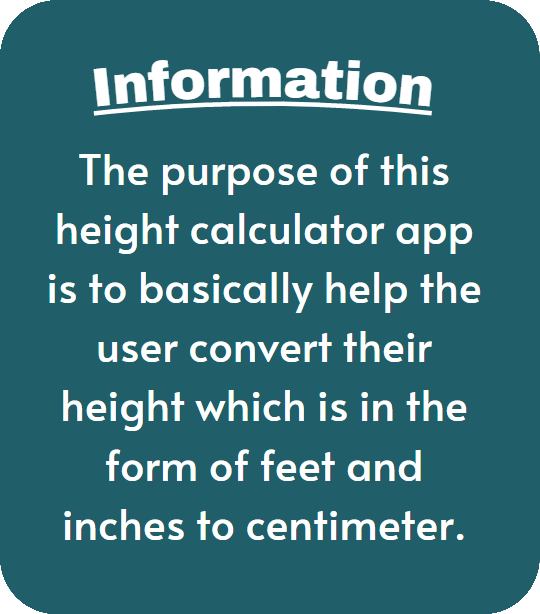 Information
The purpose of this
height calculator app
is to basically help the
user convert their
height which is in the
form of feet and
inches to centimeter.